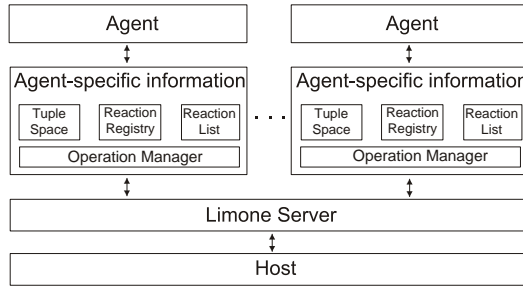 Agent
Agent
Agent-specific information
Agent-specific information
Tuple Space
Reaction Registry
Reaction List
. . .
Tuple Space
Reaction Registry
Reaction List
Operation Manager
Operation Manager
Limone Server
Host